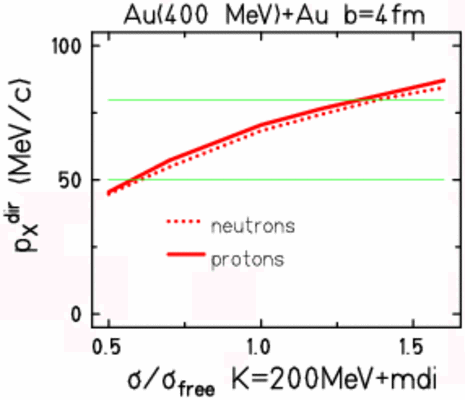 Au(400 MeV)+Au b=4fm
100
50
0
p_x^dir (MeV/c)
neutrons
protons
0.5 1.0 1.5
σ/σ_free K=200MeV+mdi